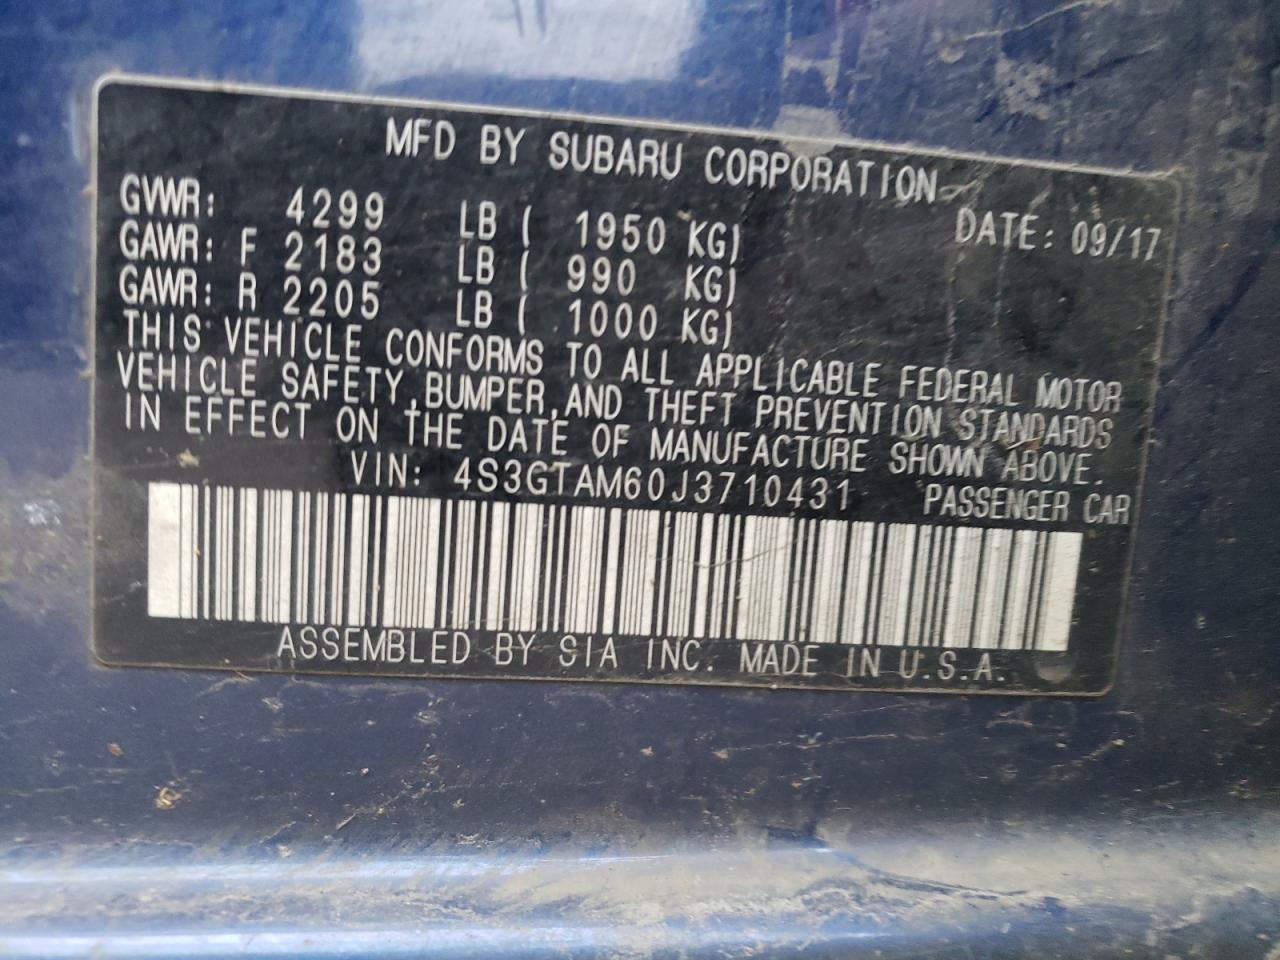 MFD BY SUBARU CORPORATION
DATE: 09/17
GVWR: 4299 LB ( 1950 KG)
GAWR: F 2183 LB ( 990 KG)
GAWR: R 2205 LB ( 1000 KG)
THIS VEHICLE CONFORMS TO ALL APPLICABLE FEDERAL MOTOR
VEHICLE SAFETY,BUMPER,AND THEFT PREVENTION STANDARDS
IN EFFECT ON THE DATE OF MANUFACTURE SHOWN ABOVE.
VIN: 4S3GTAM60J3710431 PASSENGER CAR
ASSEMBLED BY SIA INC. MADE IN U.S.A.